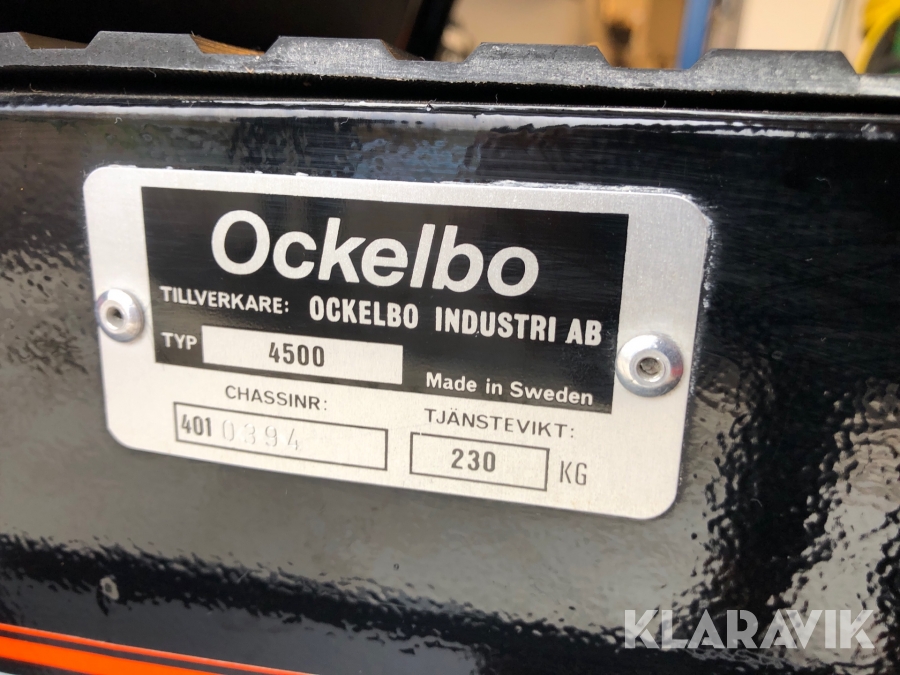 Ockelbo
TILLVERKARE: OCKELBO INDUSTRI AB
TYP 4500
Made in Sweden
CHASSINR: TJÄNSTEVIKT:
401 0394 230 KG
KLARAVIK